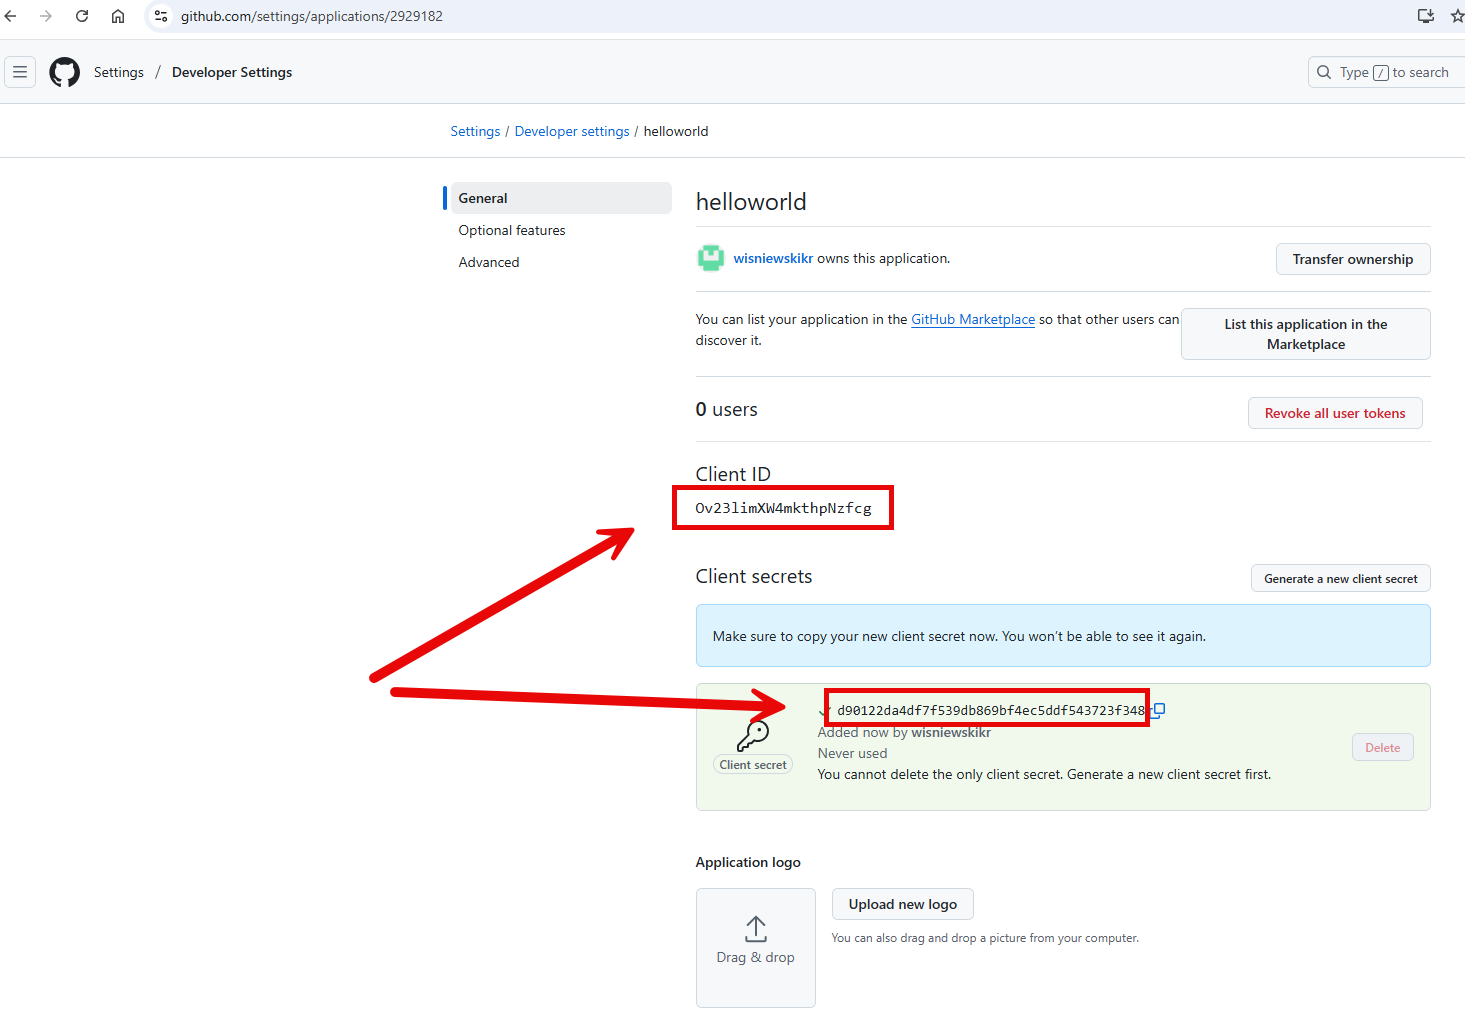 github.com/settings/applications/2929182
Settings / Developer Settings
Type / to search
Settings / Developer settings / helloworld
General
Optional features
Advanced
helloworld
wisniewskikr owns this application.
Transfer ownership
You can list your application in the GitHub Marketplace so that other users can
discover it.
List this application in the
Marketplace
0 users
Revoke all user tokens
Client ID
Ov23limXW4mkthpNzfcg
Client secrets
Generate a new client secret
Make sure to copy your new client secret now. You won't be able to see it again.
d90122da4df7f539db869bf4ec5ddf543723f348
Added now by wisniewskikr
Never used
You cannot delete the only client secret. Generate a new client secret first.
Client secret
Delete
Application logo
Drag & drop
Upload new logo
You can also drag and drop a picture from your computer.